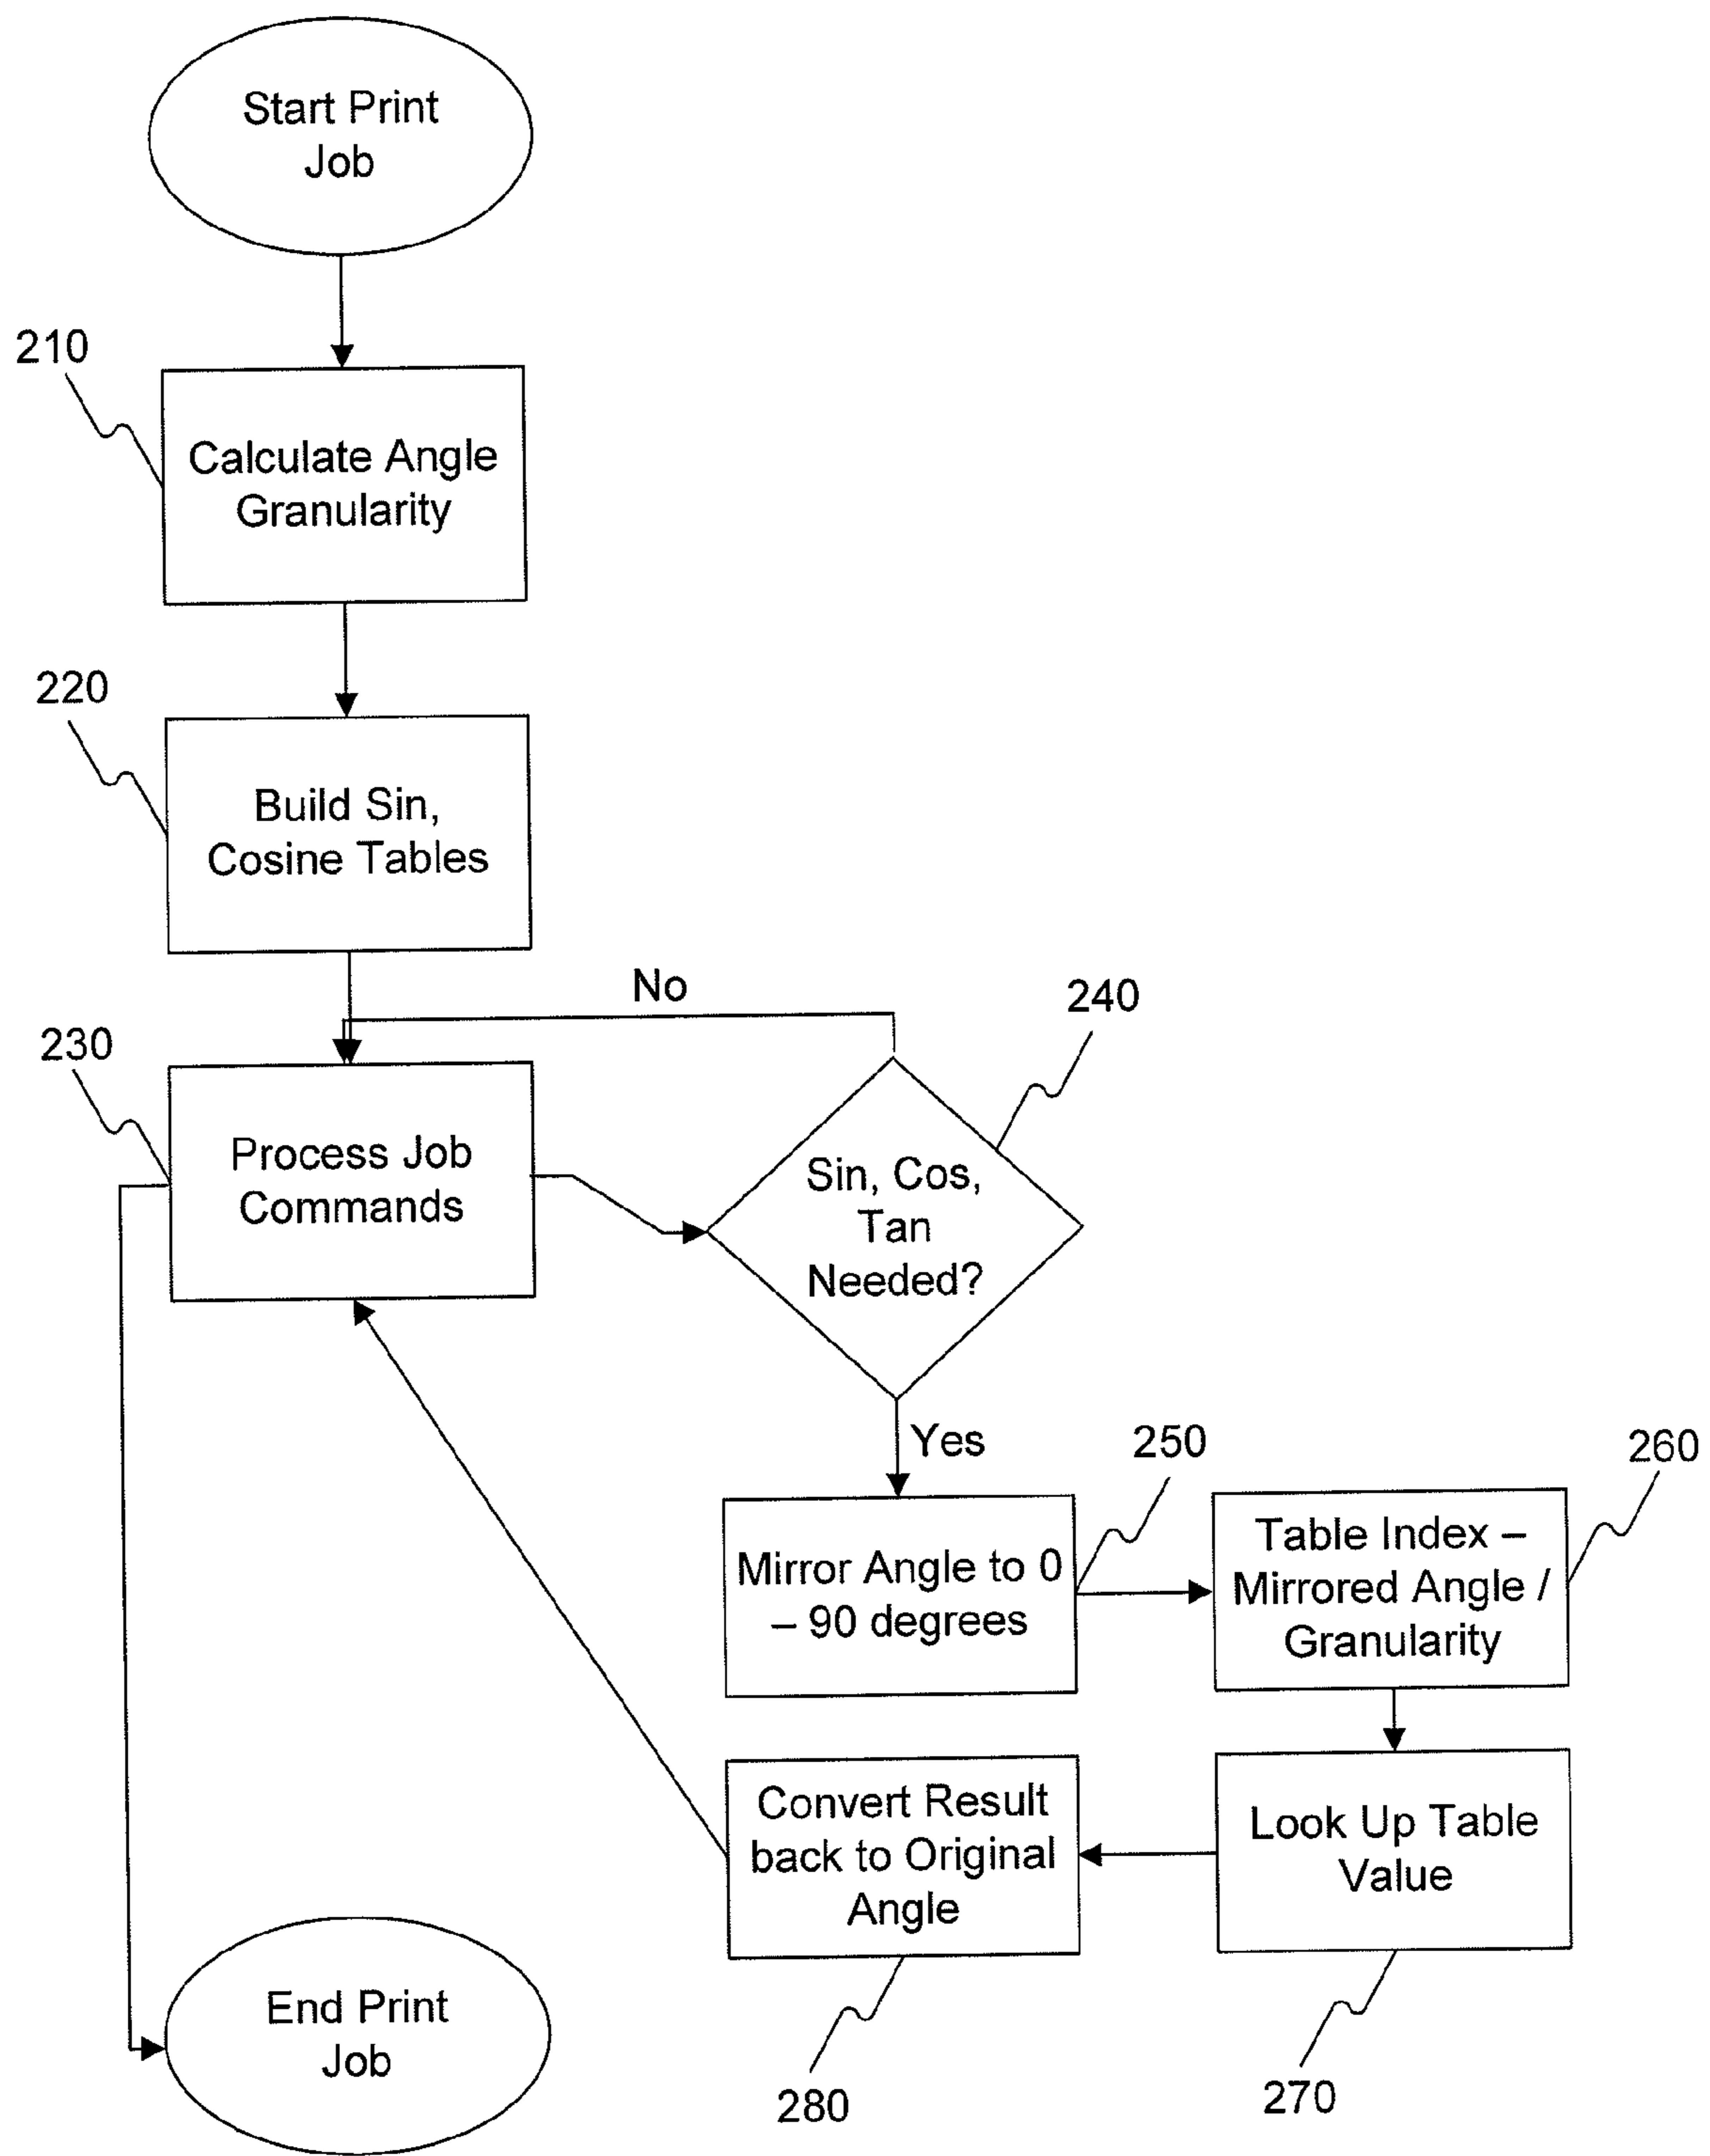 Start Print
Job
210
Calculate Angle
Granularity
220
Build Sin,
Cosine Tables
No
240
230
Process Job
Commands
Sin, Cos,
Tan
Needed?
Yes
250
260
Mirror Angle to 0
– 90 degrees
Table Index –
Mirrored Angle /
Granularity
Convert Result
back to Original
Angle
Look Up Table
Value
End Print
Job
280
270